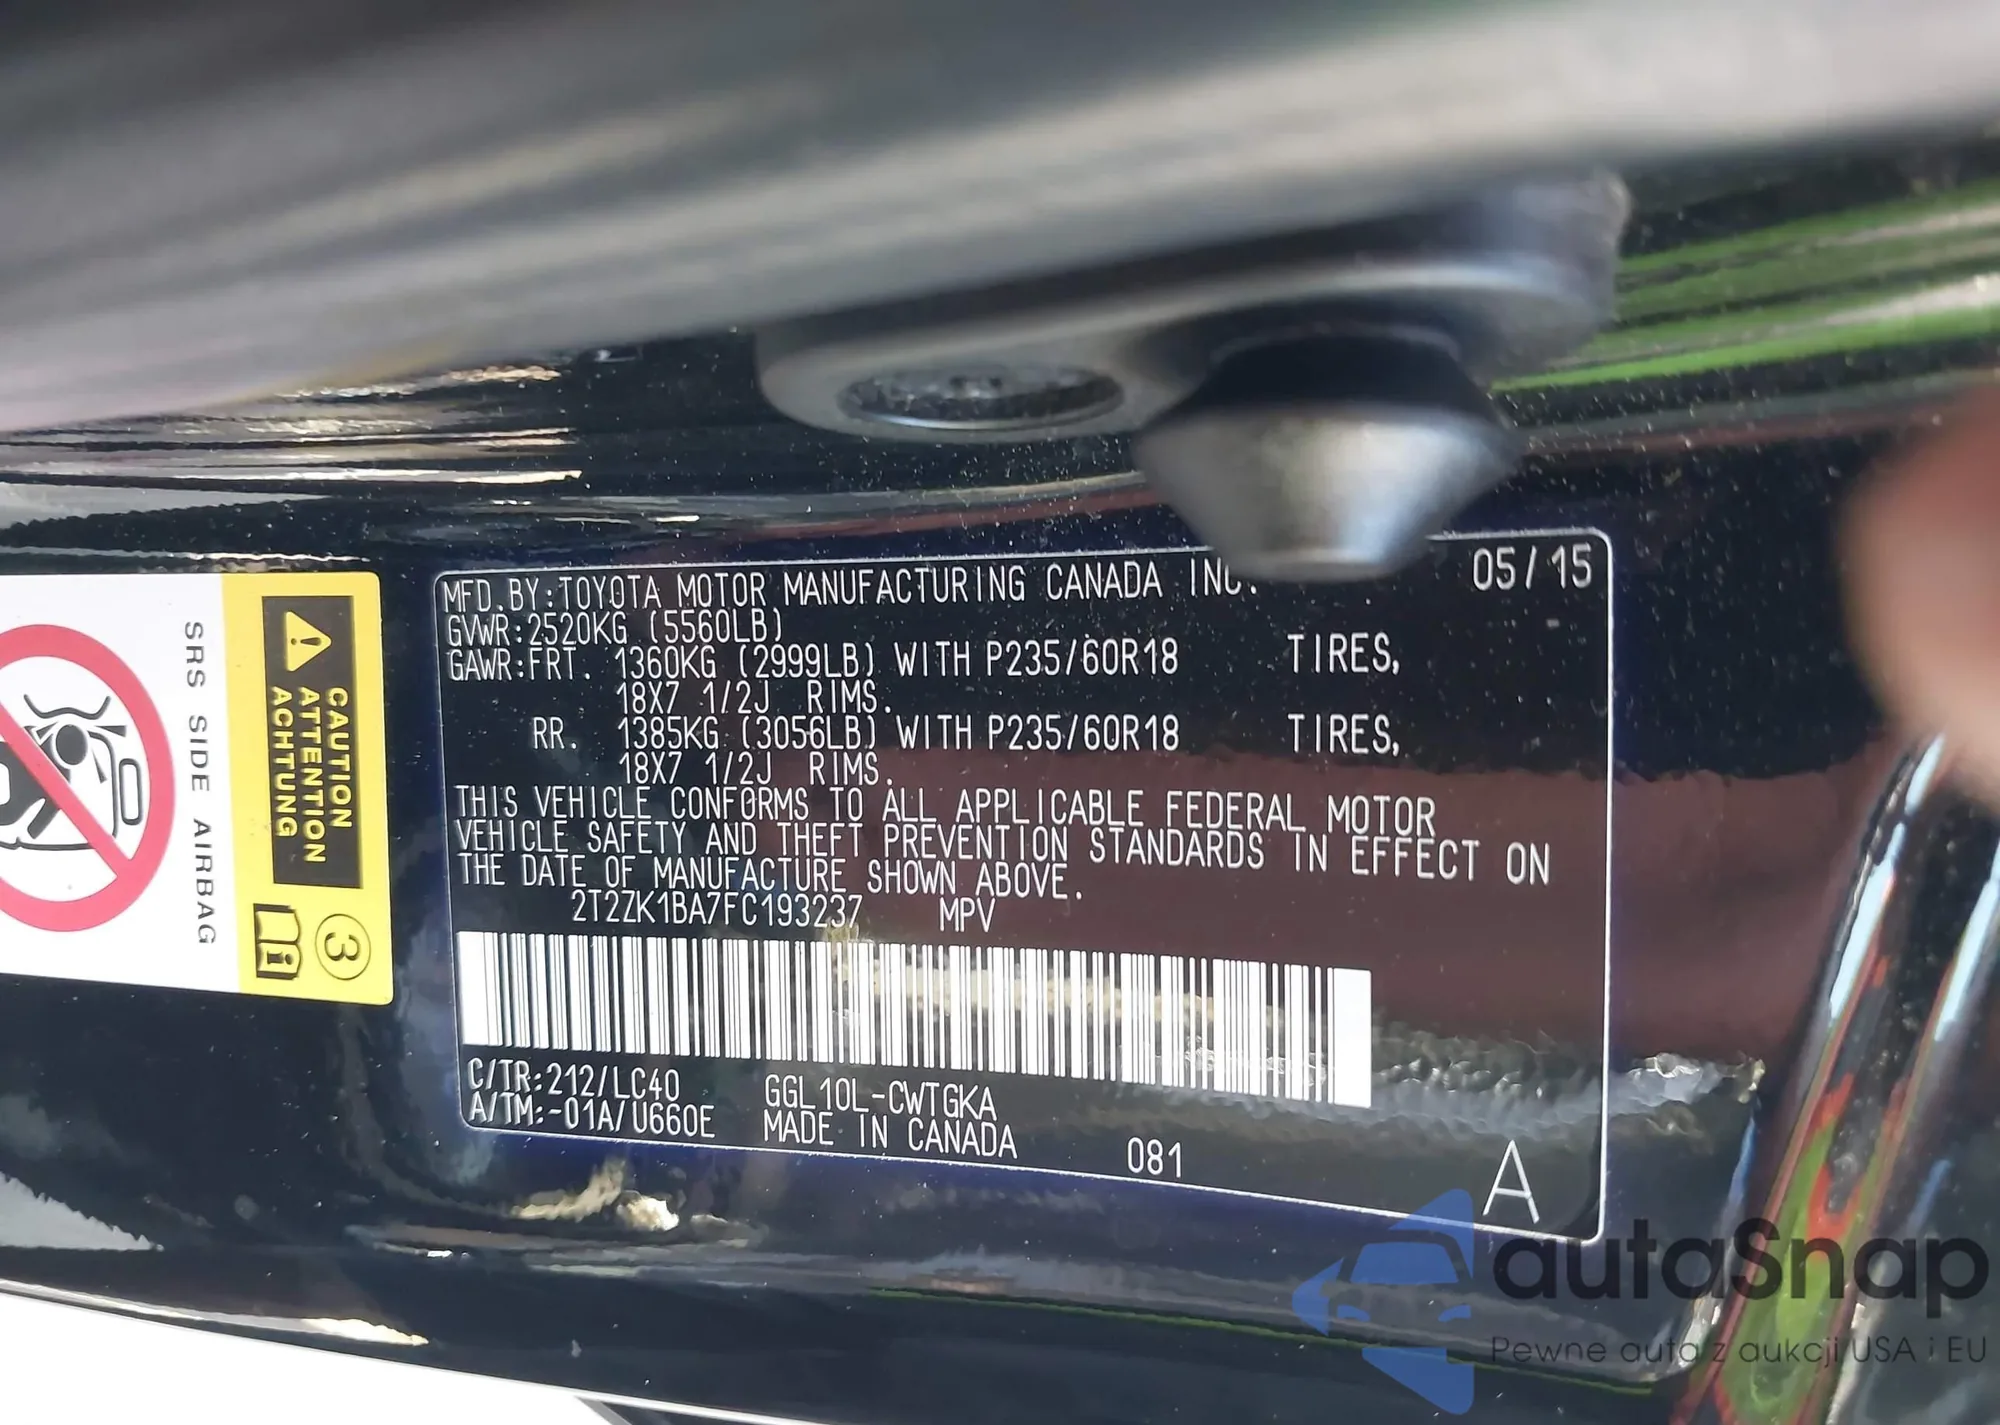 MFD.BY:TOYOTA MOTOR MANUFACTURING CANADA INC. 05/15
GVWR:2520KG (5560LB)
GAWR:FRT. 1360KG (2999LB) WITH P235/60R18 TIRES,
18X7 1/2J RIMS.
RR. 1385KG (3056LB) WITH P235/60R18 TIRES,
18X7 1/2J RIMS.
THIS VEHICLE CONFORMS TO ALL APPLICABLE FEDERAL MOTOR
VEHICLE SAFETY AND THEFT PREVENTION STANDARDS IN EFFECT ON
THE DATE OF MANUFACTURE SHOWN ABOVE.
2T2ZK1BA7FC193237 MPV
C/TR:212/LC40 GGL10L-CWTGKA
A/TM:-01A/U660E MADE IN CANADA 081 A
CAUTION
ATTENTION
ACHTUNG
3
i
SRS SIDE AIRBAG
autaSnap
Pewne auta z aukcji USA i EU